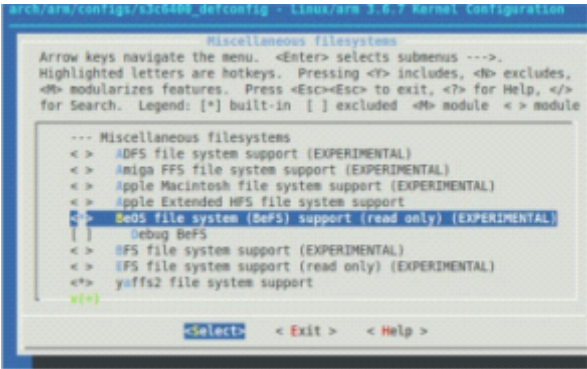 arch/arm/configs/s3c6400_defconfig - Linux/arm 3.0.7 Kernel Configuration
Miscellaneous filesystems
Arrow keys navigate the menu. <Enter> selects submenus --->.
Highlighted letters are hotkeys. Pressing <Y> includes, <N> excludes,
<M> modularizes features. Press <Esc><Esc> to exit, <?> for Help, </>
for Search. Legend: [*] built-in [ ] excluded <M> module < > module
--- Miscellaneous filesystems
< > ADFS file system support (EXPERIMENTAL)
< > Amiga FFS file system support (EXPERIMENTAL)
< > Apple Macintosh file system support (EXPERIMENTAL)
< > Apple Extended HFS file system support
<*> BeOS file system (BeFS) support (read only) (EXPERIMENTAL)
[ ] Debug BeFS
< > BFS file system support (EXPERIMENTAL)
< > EFS file system support (read only) (EXPERIMENTAL)
<*> yaffs2 file system support
<Select> < Exit > < Help >